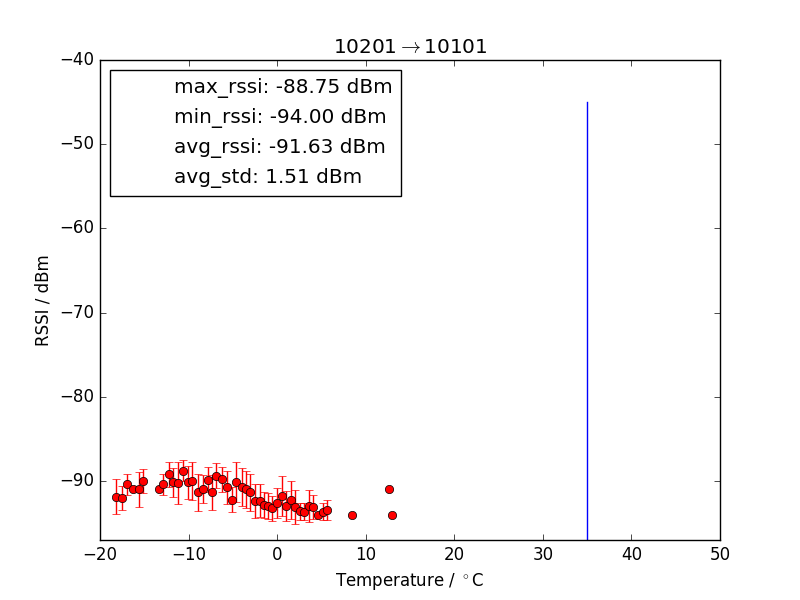 10201→10101
max_rssi: -88.75 dBm
min_rssi: -94.00 dBm
avg_rssi: -91.63 dBm
avg_std: 1.51 dBm
−40
−50
−60
−70
−80
−90
RSSI / dBm
−20 −10 0 10 20 30 40 50
Temperature / °C